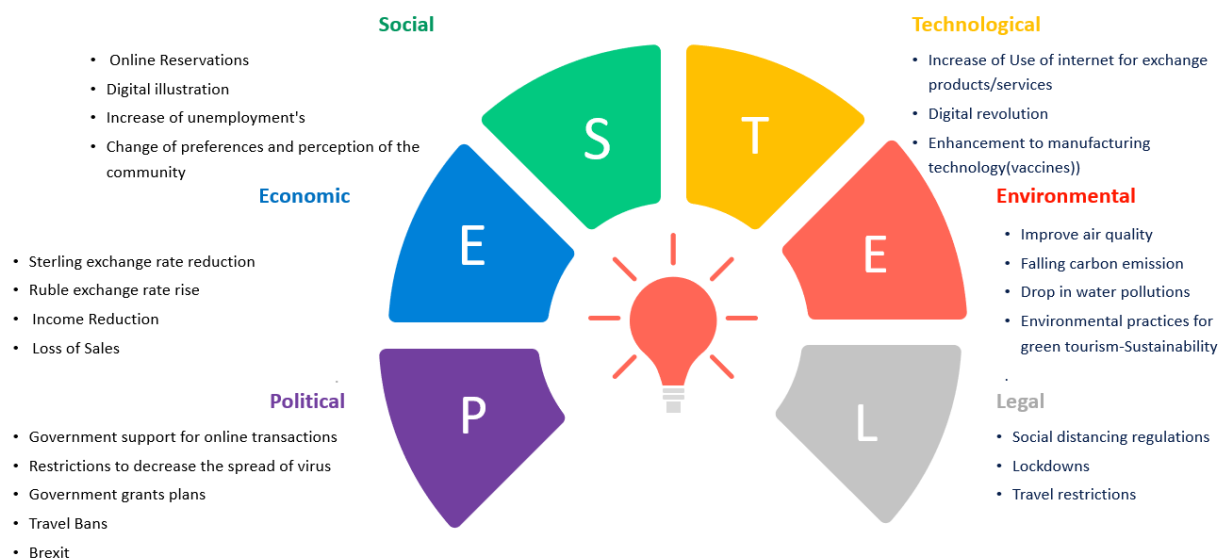 Social
• Online Reservations
• Digital illustration
• Increase of unemployment's
• Change of preferences and perception of the
community
Economic
• Sterling exchange rate reduction
• Ruble exchange rate rise
• Income Reduction
• Loss of Sales
Political
• Government support for online transactions
• Restrictions to decrease the spread of virus
• Government grants plans
• Travel Bans
• Brexit
S
T
E
E
P
L
Technological
• Increase of Use of internet for exchange
products/services
• Digital revolution
• Enhancement to manufacturing
technology(vaccines))
Environmental
• Improve air quality
• Falling carbon emission
• Drop in water pollutions
• Environmental practices for
green tourism-Sustainability
Legal
• Social distancing regulations
• Lockdowns
• Travel restrictions